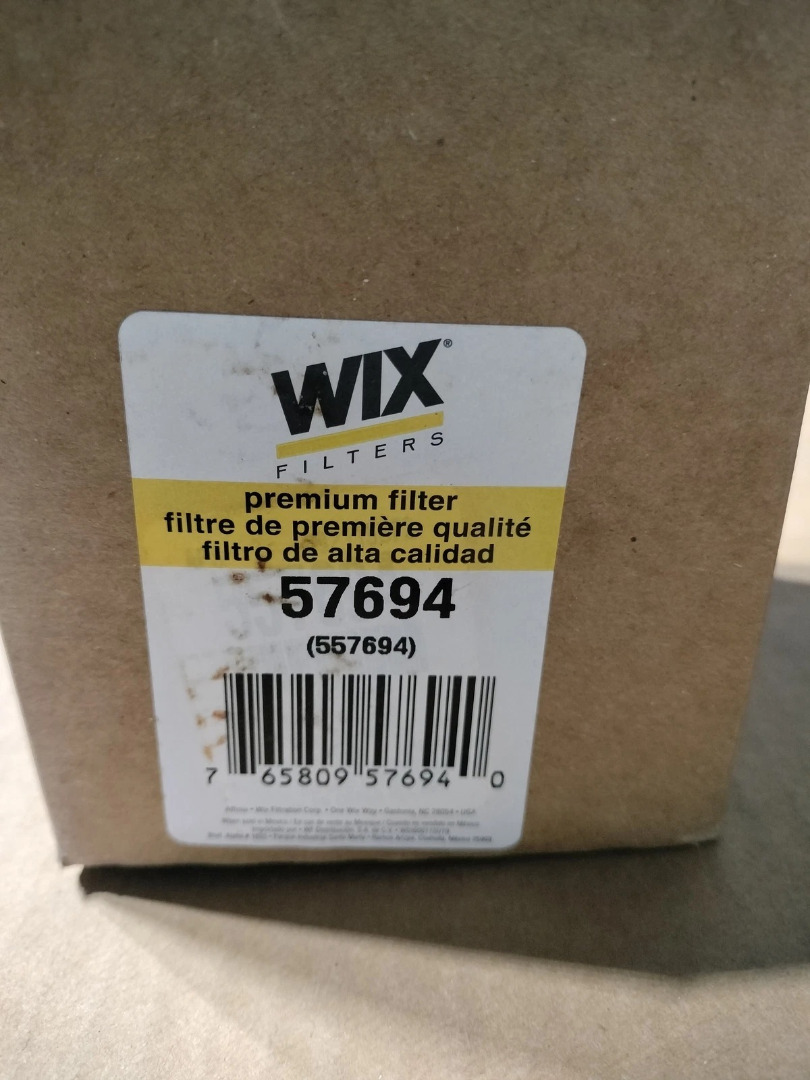 WIX®
FILTERS
premium filter
filtre de première qualité
filtro de alta calidad
57694
(557694)
7 65809 57694 0